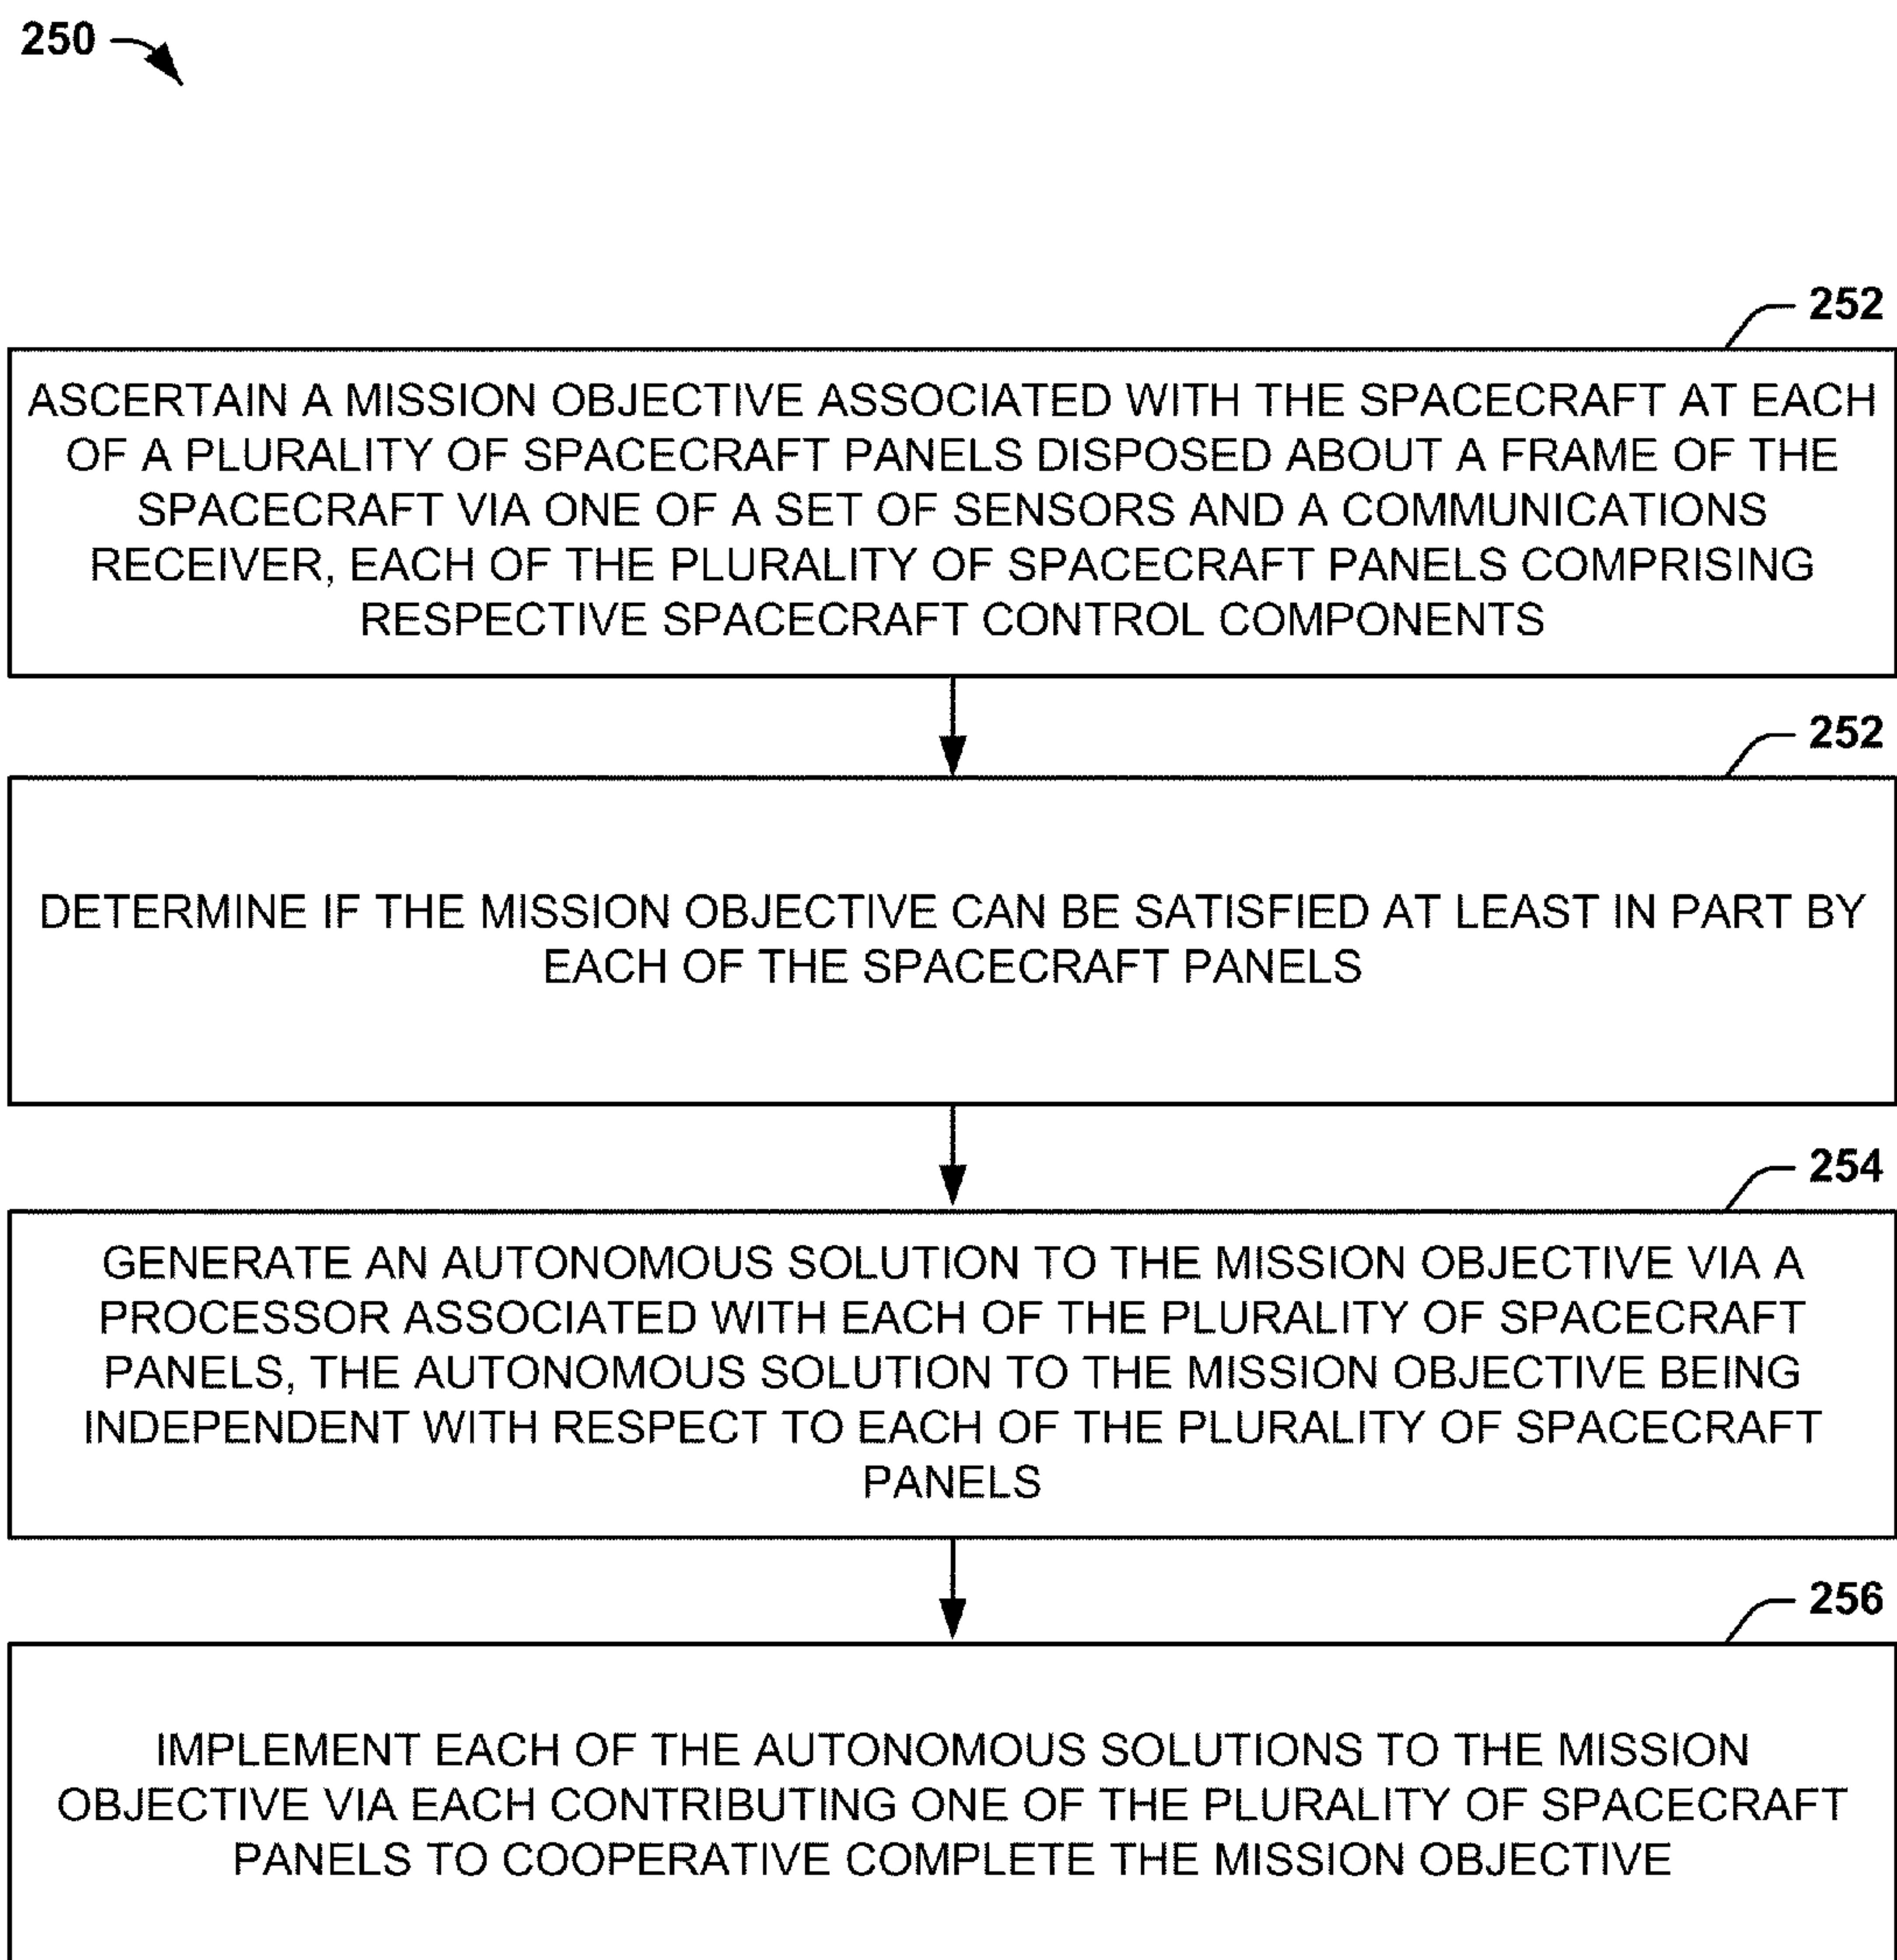 250
252
ASCERTAIN A MISSION OBJECTIVE ASSOCIATED WITH THE SPACECRAFT AT EACH
OF A PLURALITY OF SPACECRAFT PANELS DISPOSED ABOUT A FRAME OF THE
SPACECRAFT VIA ONE OF A SET OF SENSORS AND A COMMUNICATIONS
RECEIVER, EACH OF THE PLURALITY OF SPACECRAFT PANELS COMPRISING
RESPECTIVE SPACECRAFT CONTROL COMPONENTS
252
DETERMINE IF THE MISSION OBJECTIVE CAN BE SATISFIED AT LEAST IN PART BY
EACH OF THE SPACECRAFT PANELS
254
GENERATE AN AUTONOMOUS SOLUTION TO THE MISSION OBJECTIVE VIA A
PROCESSOR ASSOCIATED WITH EACH OF THE PLURALITY OF SPACECRAFT
PANELS, THE AUTONOMOUS SOLUTION TO THE MISSION OBJECTIVE BEING
INDEPENDENT WITH RESPECT TO EACH OF THE PLURALITY OF SPACECRAFT
PANELS
256
IMPLEMENT EACH OF THE AUTONOMOUS SOLUTIONS TO THE MISSION
OBJECTIVE VIA EACH CONTRIBUTING ONE OF THE PLURALITY OF SPACECRAFT
PANELS TO COOPERATIVE COMPLETE THE MISSION OBJECTIVE